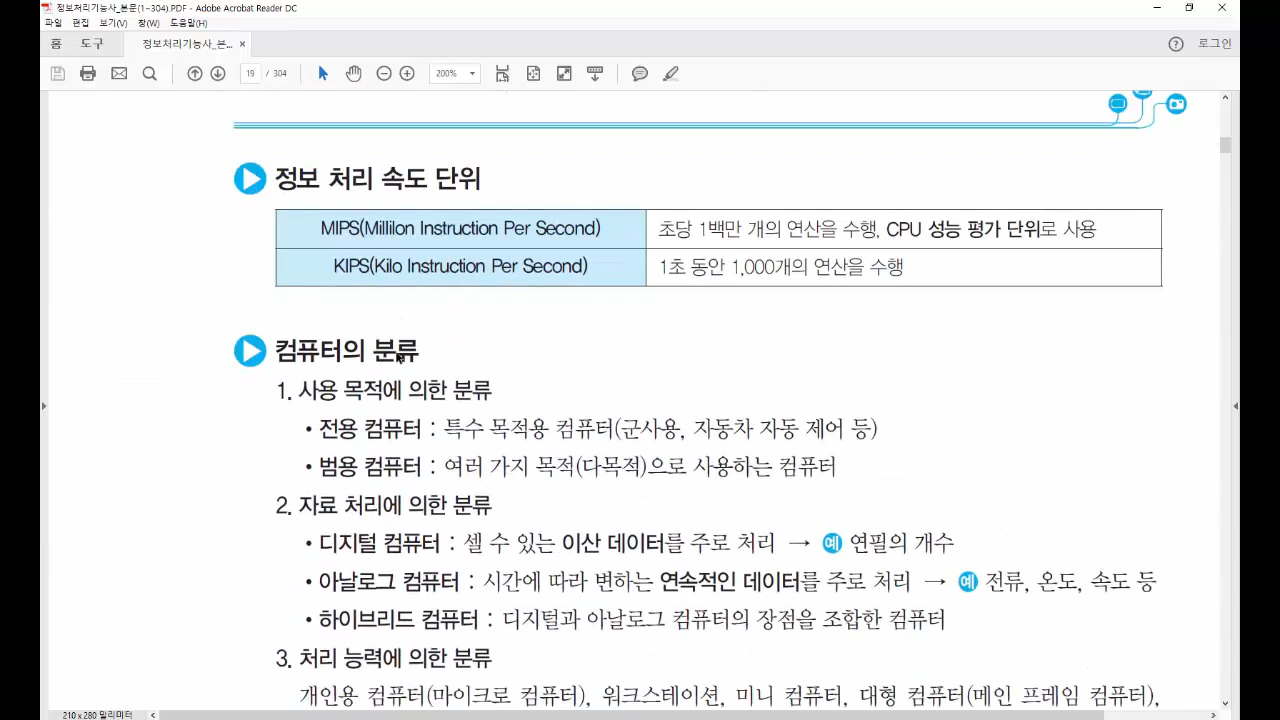 정보처리기능사_본문(1~304).PDF - Adobe Acrobat Reader DC
파일 편집 보기(V) 창(W) 도움말(H)
홈 도구 정보처리기능사_본... × 로그인
19 / 304 200%
정보 처리 속도 단위
MIPS(Millilon Instruction Per Second) 초당 1백만 개의 연산을 수행, CPU 성능 평가 단위로 사용
KIPS(Kilo Instruction Per Second) 1초 동안 1,000개의 연산을 수행
컴퓨터의 분류
1. 사용 목적에 의한 분류
• 전용 컴퓨터 : 특수 목적용 컴퓨터(군사용, 자동차 자동 제어 등)
• 범용 컴퓨터 : 여러 가지 목적(다목적)으로 사용하는 컴퓨터
2. 자료 처리에 의한 분류
• 디지털 컴퓨터 : 셀 수 있는 이산 데이터를 주로 처리 → 예 연필의 개수
• 아날로그 컴퓨터 : 시간에 따라 변하는 연속적인 데이터를 주로 처리 → 예 전류, 온도, 속도 등
• 하이브리드 컴퓨터 : 디지털과 아날로그 컴퓨터의 장점을 조합한 컴퓨터
3. 처리 능력에 의한 분류
개인용 컴퓨터(마이크로 컴퓨터), 워크스테이션, 미니 컴퓨터, 대형 컴퓨터(메인 프레임 컴퓨터),
210 x 280 밀리미터